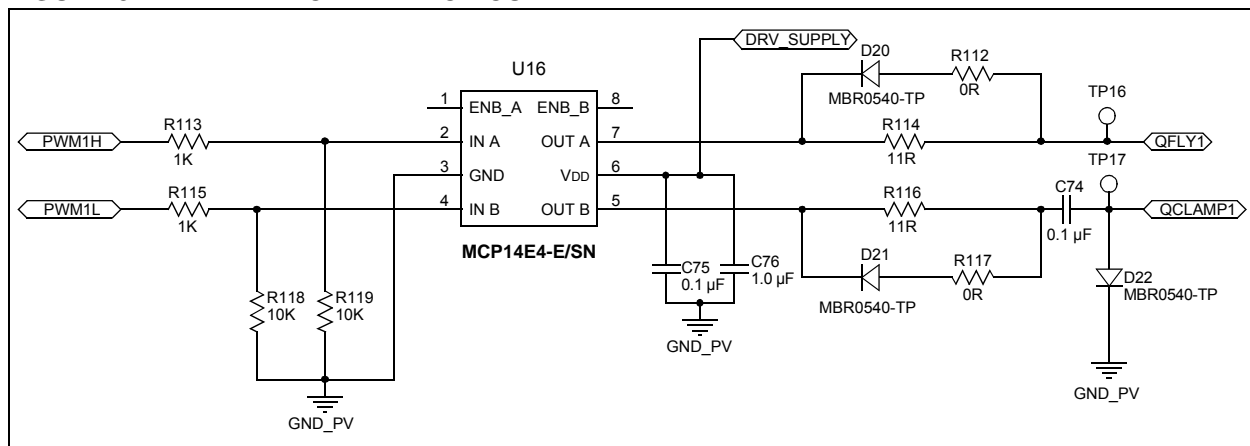 DRV_SUPPLY
D20
R112
U16
MBR0540-TP
0R
TP16
1 ENB_A ENB_B 8
R113
R114
PWM1H
2 IN A OUT A 7
QFLY1
1K
11R
TP17
3 GND VDD 6
R115
R116
C74
PWM1L
4 IN B OUT B 5
QCLAMP1
1K
11R
0.1 µF
MCP14E4-E/SN
D21
R117
C75
0.1 µF
C76
1.0 µF
D22
MBR0540-TP
R118
10K
R119
10K
MBR0540-TP
0R
GND_PV
GND_PV
GND_PV